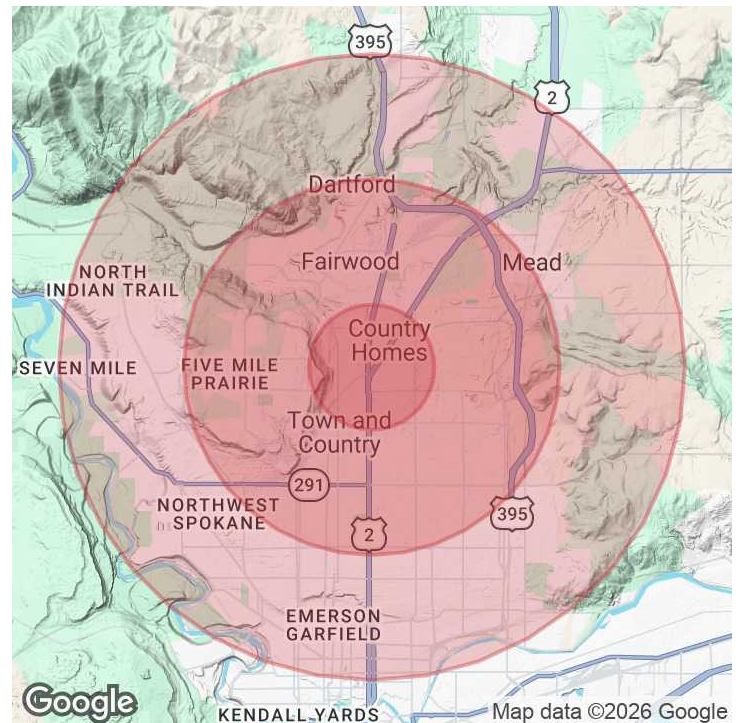 395
2
Dartford
Fairwood
Mead
NORTH
INDIAN TRAIL
Country
Homes
SEVEN MILE
FIVE MILE
PRAIRIE
Town and
Country
291
395
NORTHWEST
SPOKANE
2
EMERSON
GARFIELD
Google
KENDALL YARDS
Map data ©2026 Google